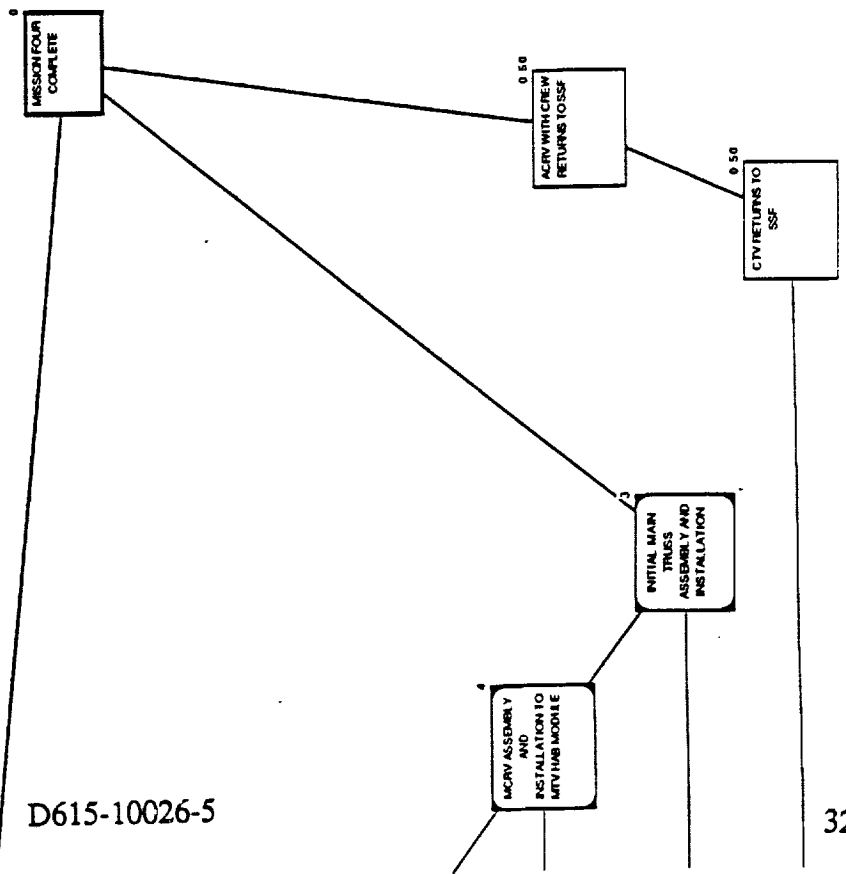 0
MISSION FOUR
COMPLETE
0 50
ACRV WITH CREW
RETURNS TO SSF
0 50
CTV RETURNS TO
SSF
3
INITIAL MAIN
TRUSS
ASSEMBLY AND
INSTALLATION
4
MCRV ASSEMBLY
AND
INSTALLATION TO
MTV HAB MODULE
D615-10026-5
32